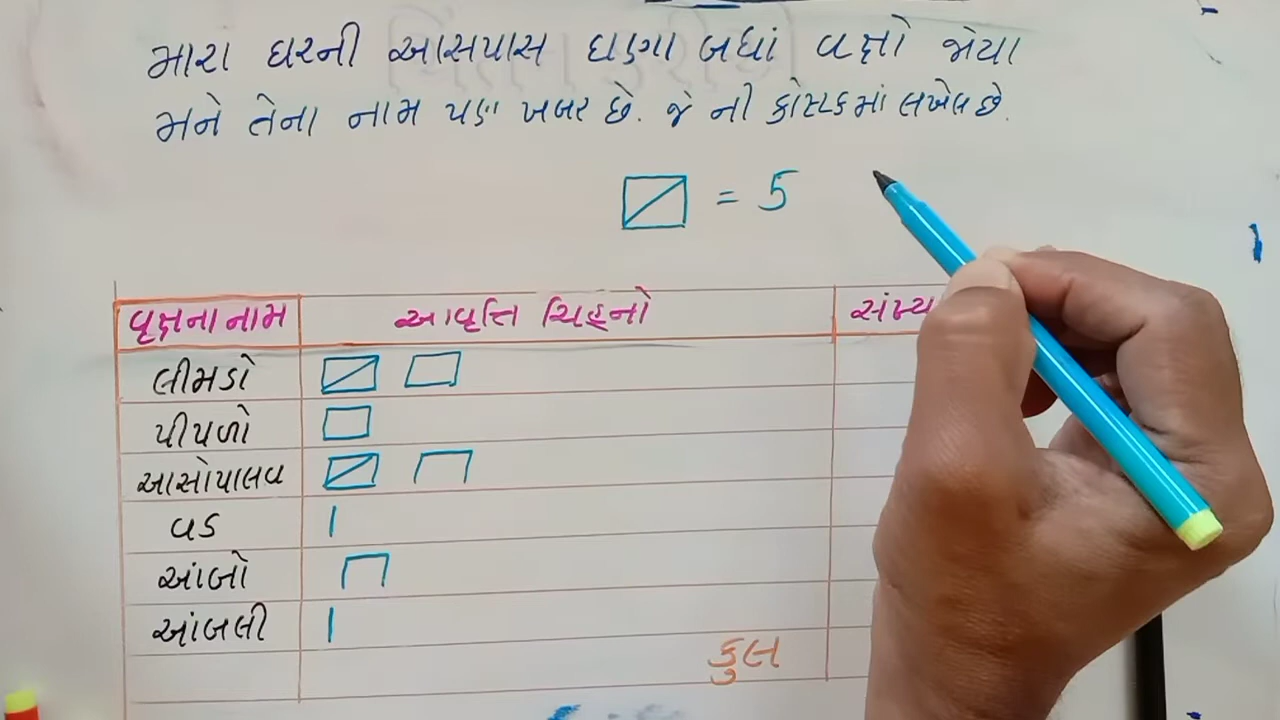 મારા ઘરની આસપાસ ઘણા બધાં વૃક્ષો જોયા
મને તેના નામ પણ ખબર છે. જે ની કોષ્ટકમાં લખેલ છે.
= 5
વૃક્ષના નામ આવૃત્તિ ચિહ્નો સંખ્યા
લીમડો
પીપળો
આસોપાલવ
વડ
આંબો
આંબલી
કુલ